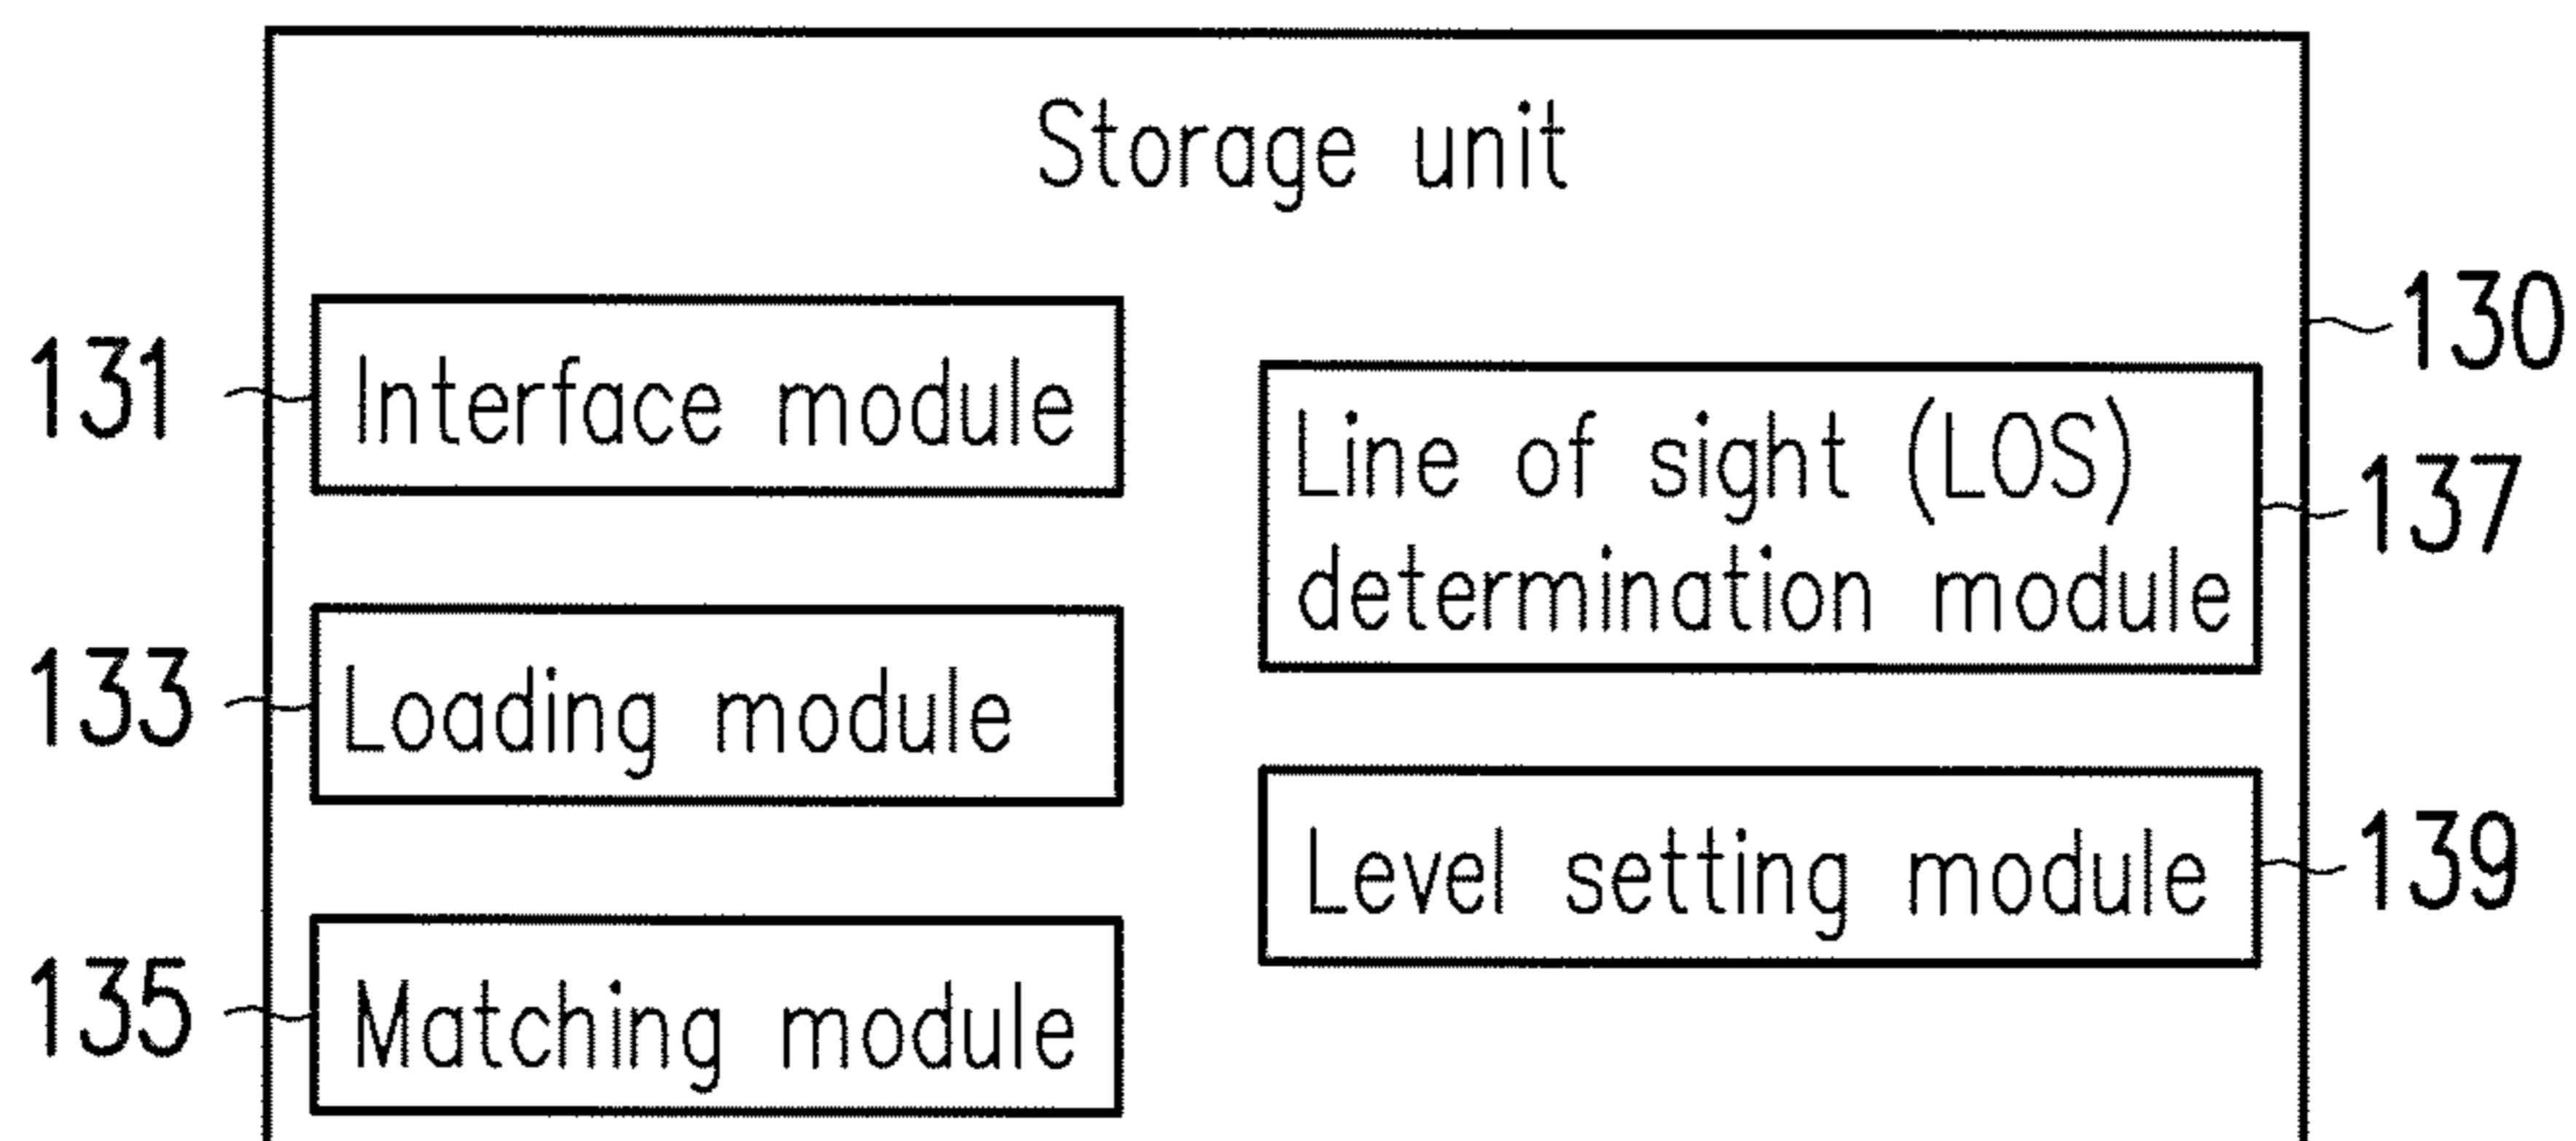 Storage unit
130
131
Interface module
Line of sight (LOS)
determination module
137
133
Loading module
Level setting module
139
135
Matching module